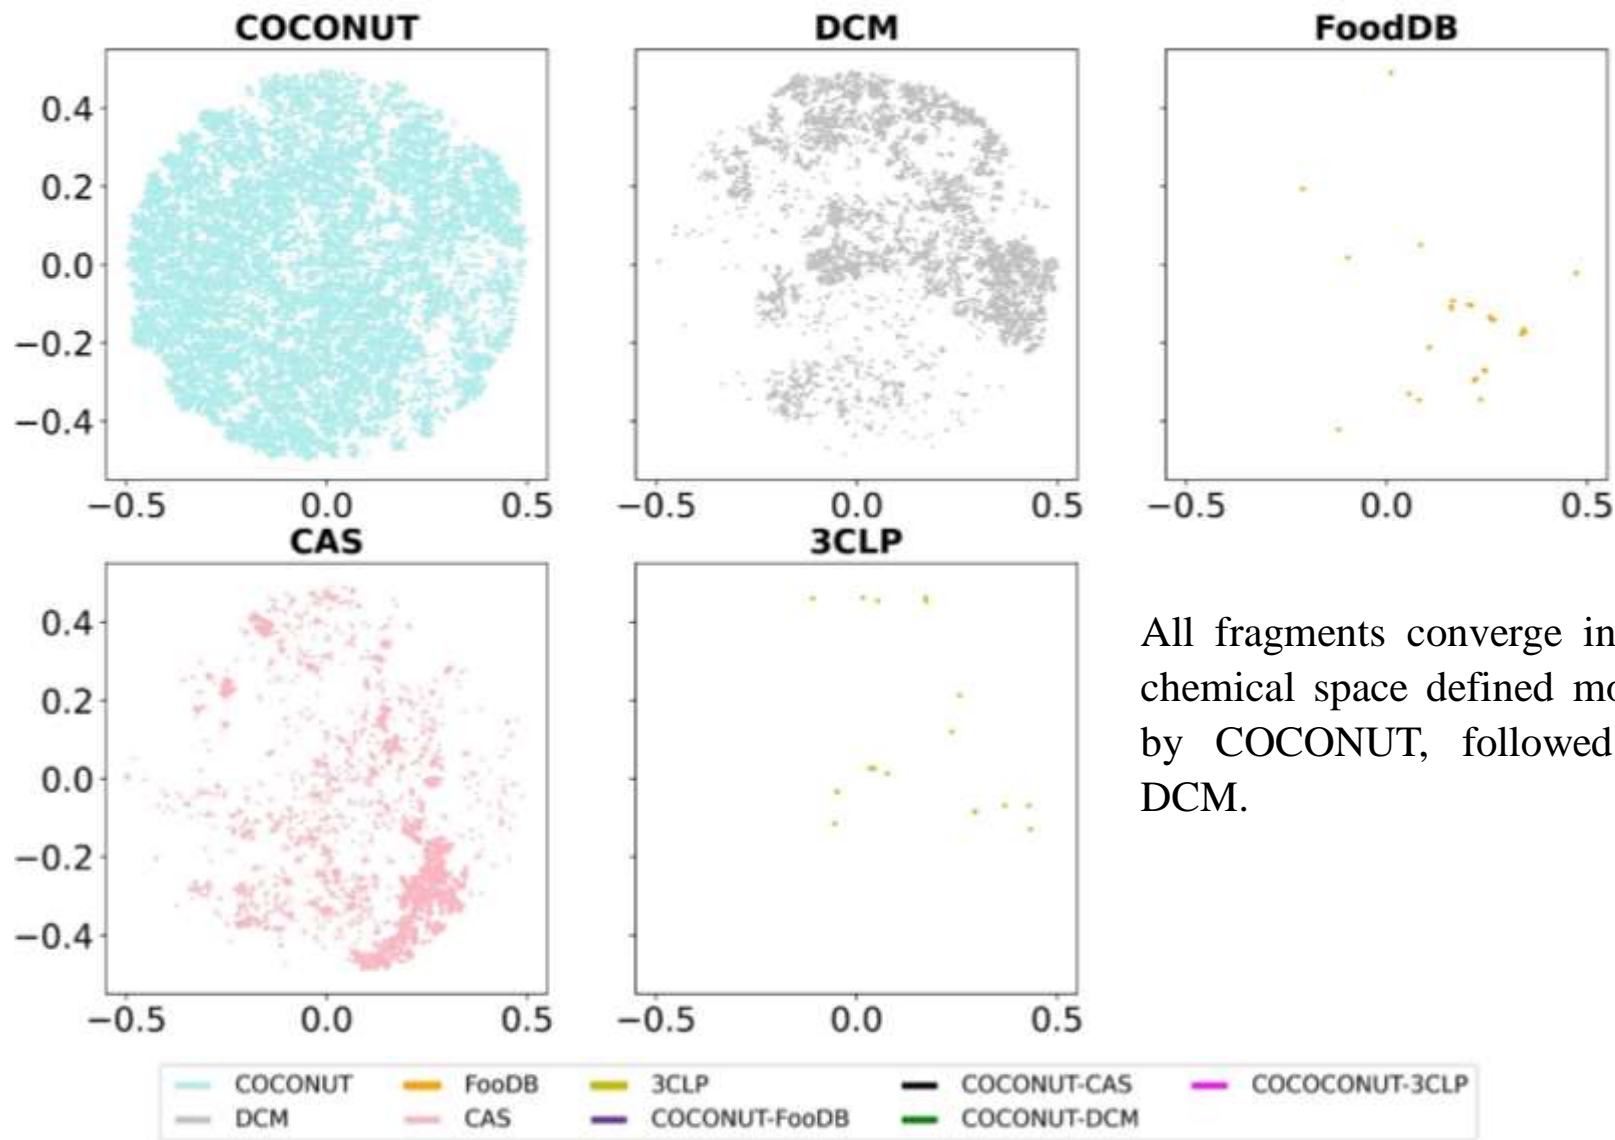 COCONUT DCM FoodDB
0.4
0.2
0.0
−0.2
−0.4
−0.5 0.0 0.5 −0.5 0.0 0.5 −0.5 0.0 0.5
CAS 3CLP
0.4
0.2
0.0
−0.2
−0.4
−0.5 0.0 0.5 −0.5 0.0 0.5
All fragments converge in
chemical space defined mo
by COCONUT, followed
DCM.
COCONUT FooDB 3CLP COCONUT-CAS COCOCONUT-3CLP
DCM CAS COCONUT-FooDB COCONUT-DCM